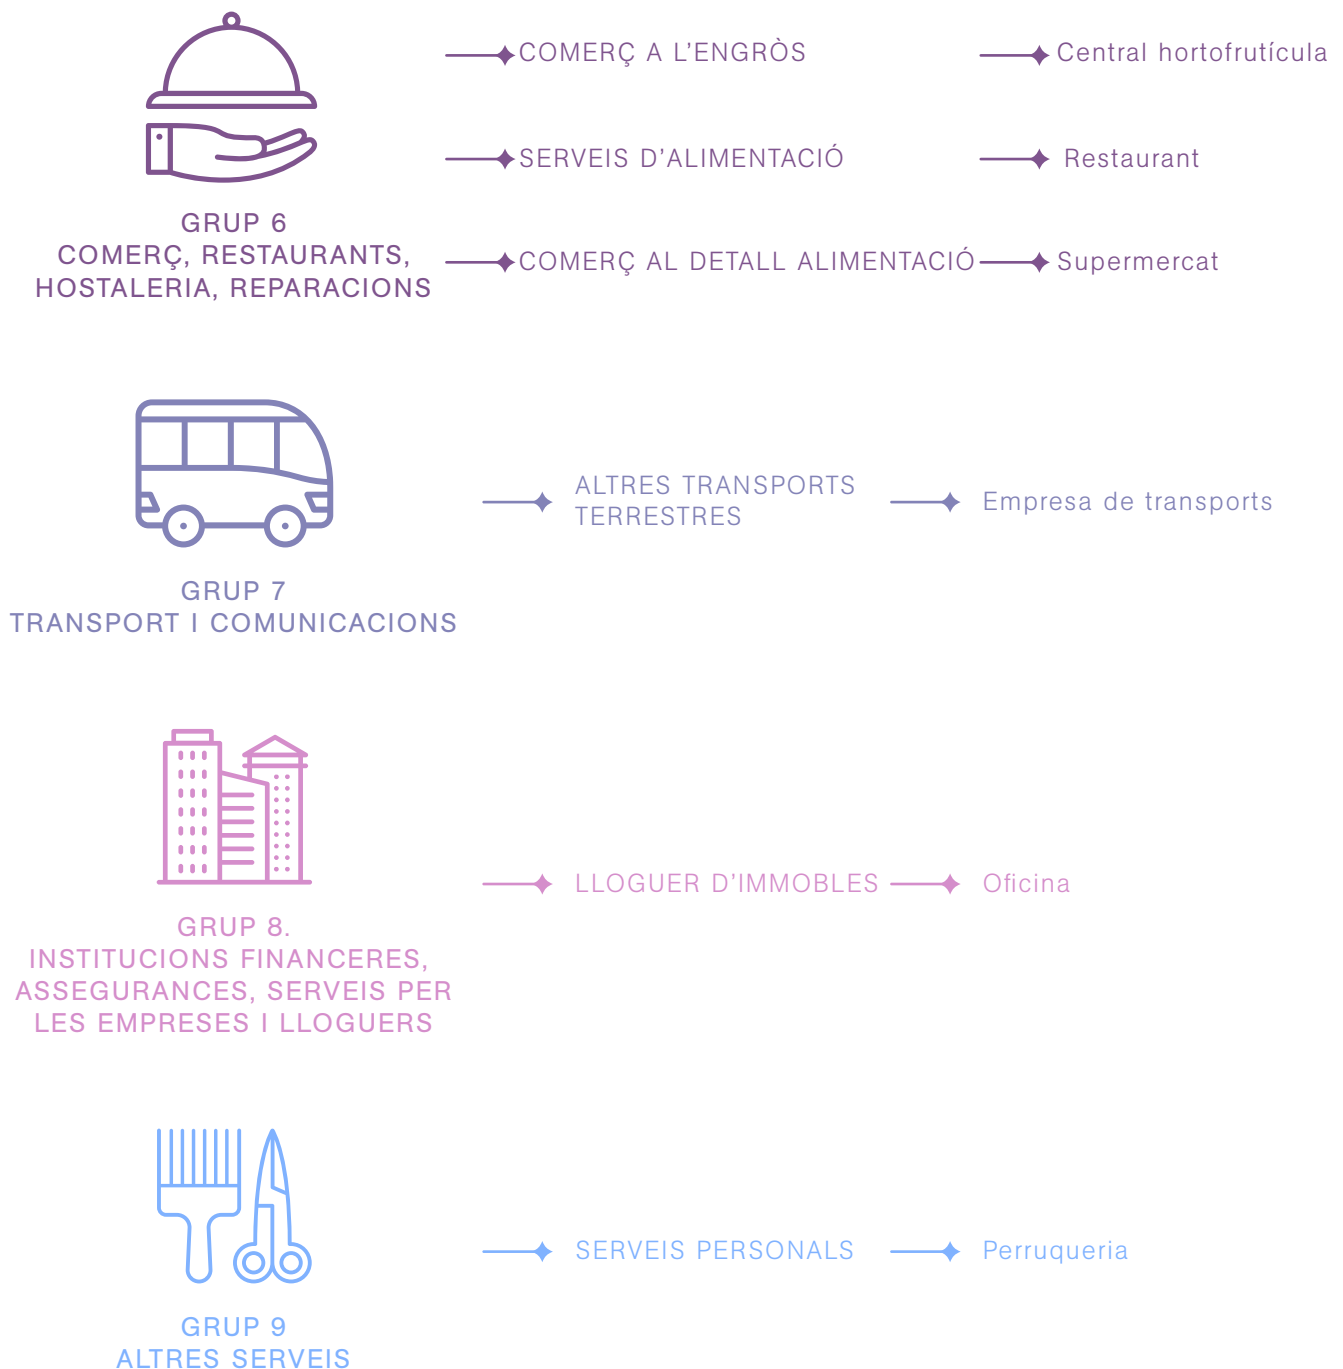 COMERÇ A L’ENGRÒS
Central hortofrutícula
SERVEIS D’ALIMENTACIÓ
Restaurant
GRUP 6
COMERÇ, RESTAURANTS,
HOSTALERIA, REPARACIONS
COMERÇ AL DETALL ALIMENTACIÓ
Supermercat
ALTRES TRANSPORTS
TERRESTRES
Empresa de transports
GRUP 7
TRANSPORT I COMUNICACIONS
LLOGUER D’IMMOBLES
Oficina
GRUP 8.
INSTITUCIONS FINANCERES,
ASSEGURANCES, SERVEIS PER
LES EMPRESES I LLOGUERS
SERVEIS PERSONALS
Perruqueria
GRUP 9
ALTRES SERVEIS